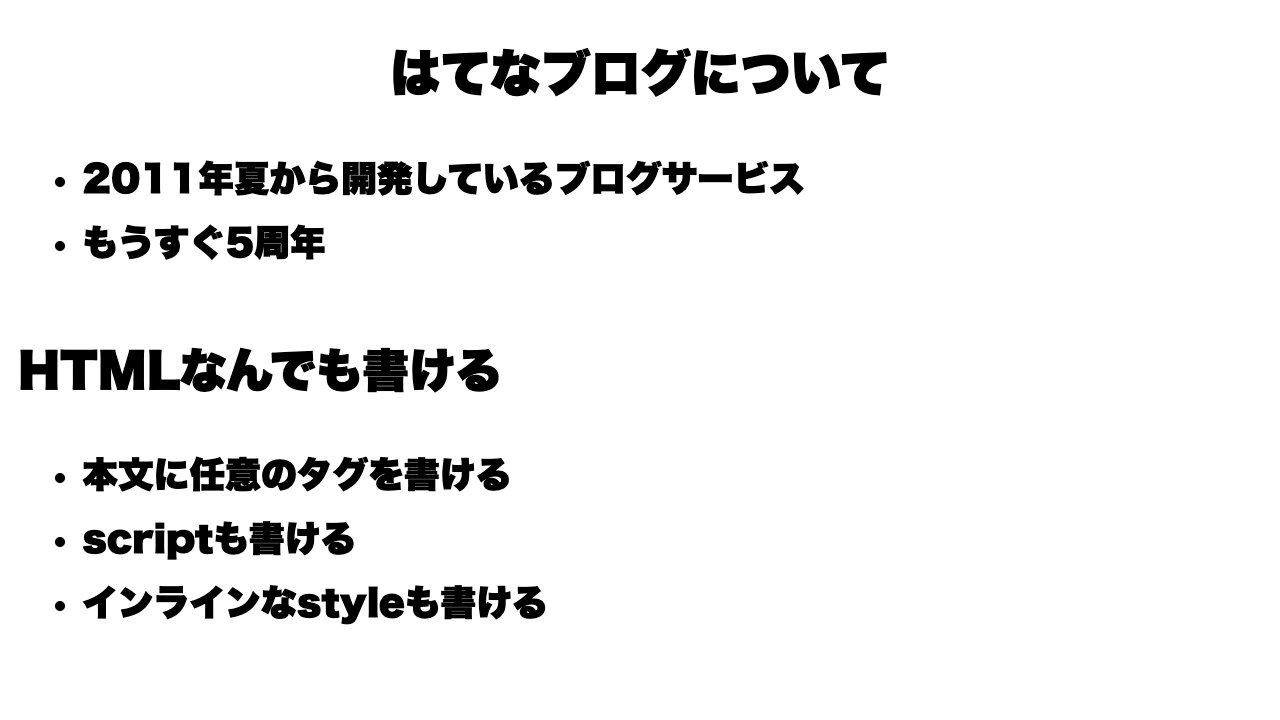 はてなブログについて
・2011年夏から開発しているブログサービス
・もうすぐ5周年
HTMLなんでも書ける
・本文に任意のタグを書ける
・scriptも書ける
・インラインなstyleも書ける